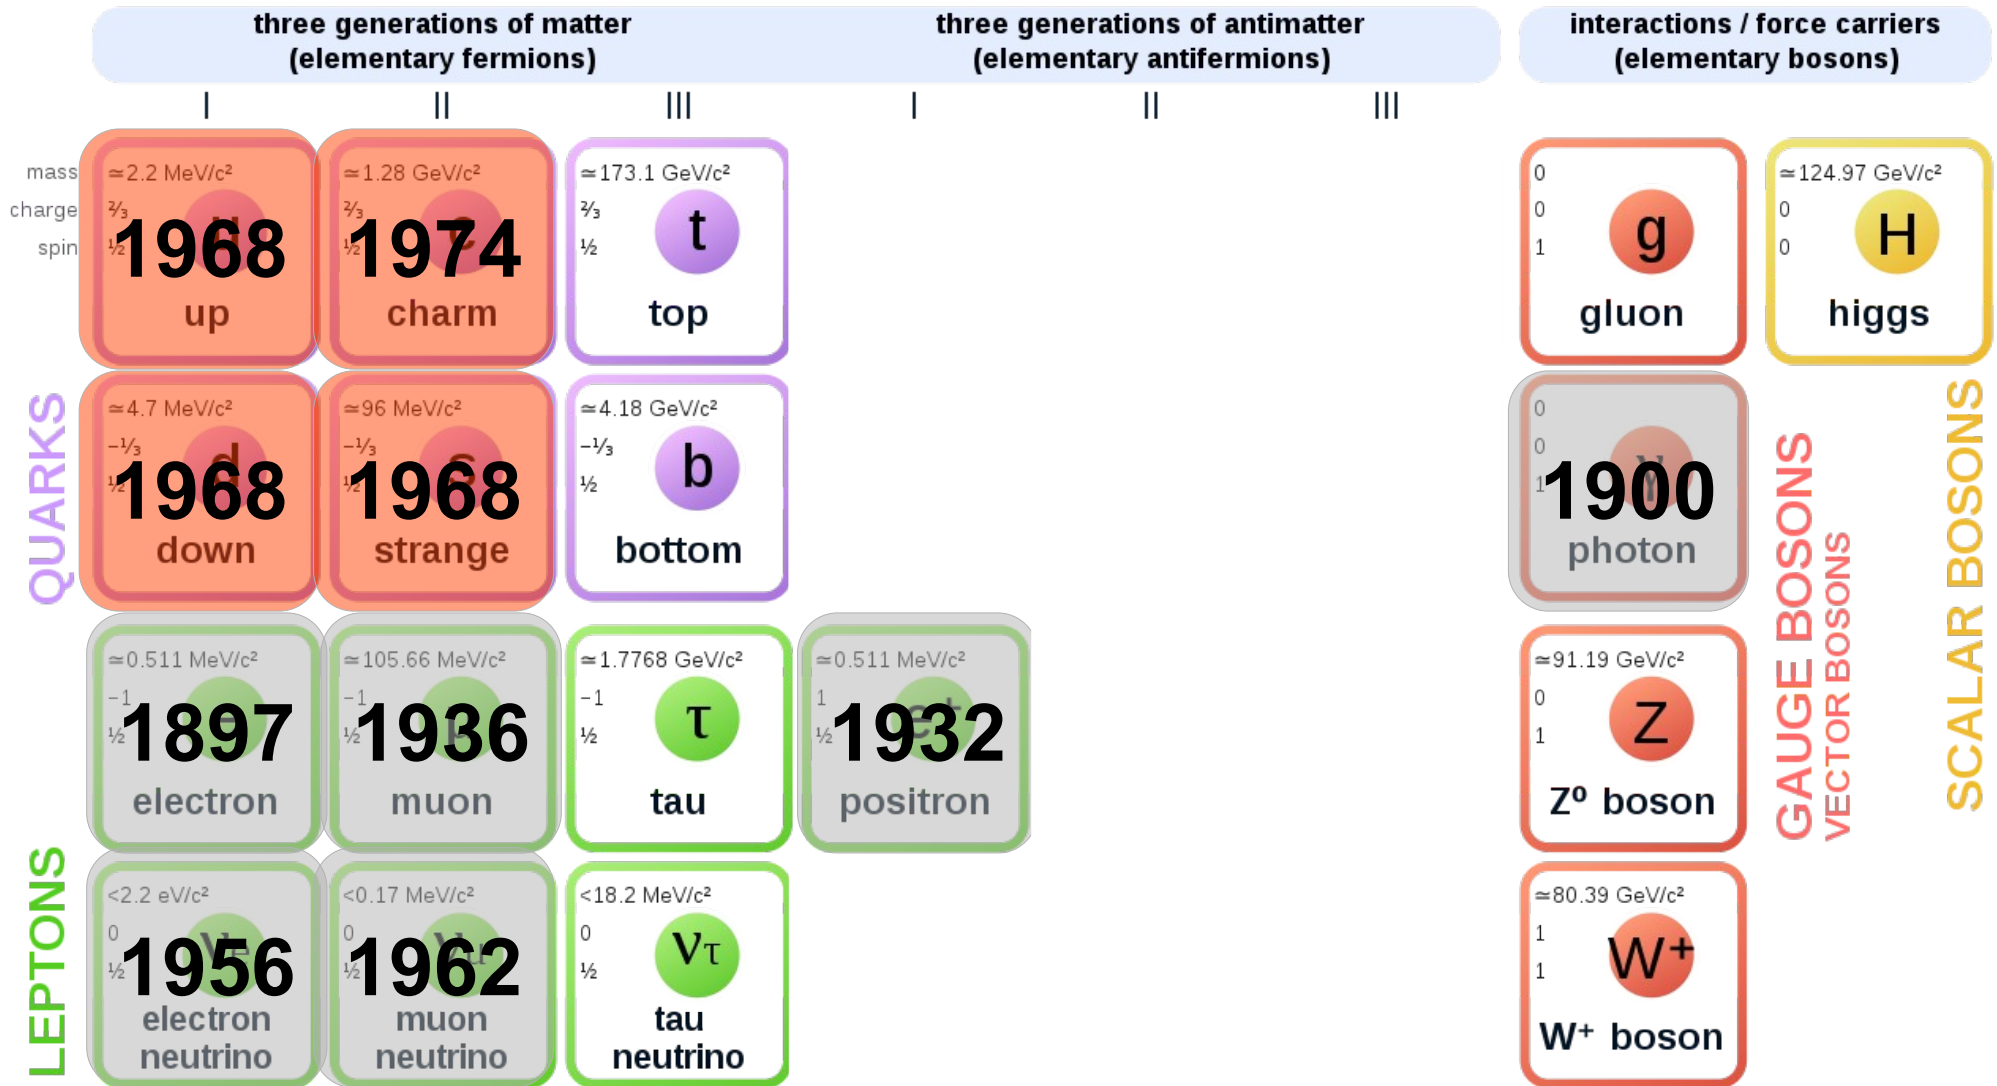 three generations of matter
(elementary fermions)
three generations of antimatter
(elementary antifermions)
interactions / force carriers
(elementary bosons)
I
II
III
I
II
III
mass
charge
spin
≃2.2 MeV/c²
⅔
½
1968
up
≃1.28 GeV/c²
⅔
½
c
1974
charm
≃173.1 GeV/c²
⅔
½
t
top
0
0
1
g
gluon
≃124.97 GeV/c²
0
0
H
higgs
QUARKS
≃4.7 MeV/c²
−⅓
½
d
1968
down
≃96 MeV/c²
−⅓
½
s
1968
strange
≃4.18 GeV/c²
−⅓
½
b
bottom
0
0
1
γ
1900
photon
GAUGE BOSONS
VECTOR BOSONS
SCALAR BOSONS
LEPTONS
≃0.511 MeV/c²
−1
½
1897
electron
≃105.66 MeV/c²
−1
½
μ
1936
muon
≃1.7768 GeV/c²
−1
½
τ
tau
≃0.511 MeV/c²
1
½
e⁺
1932
positron
≃91.19 GeV/c²
0
1
Z
Z⁰ boson
<2.2 eV/c²
0
½
νe
1956
electron
neutrino
<0.17 MeV/c²
0
½
νμ
1962
muon
neutrino
<18.2 MeV/c²
0
½
ντ
tau
neutrino
≃80.39 GeV/c²
1
1
W⁺
W⁺ boson